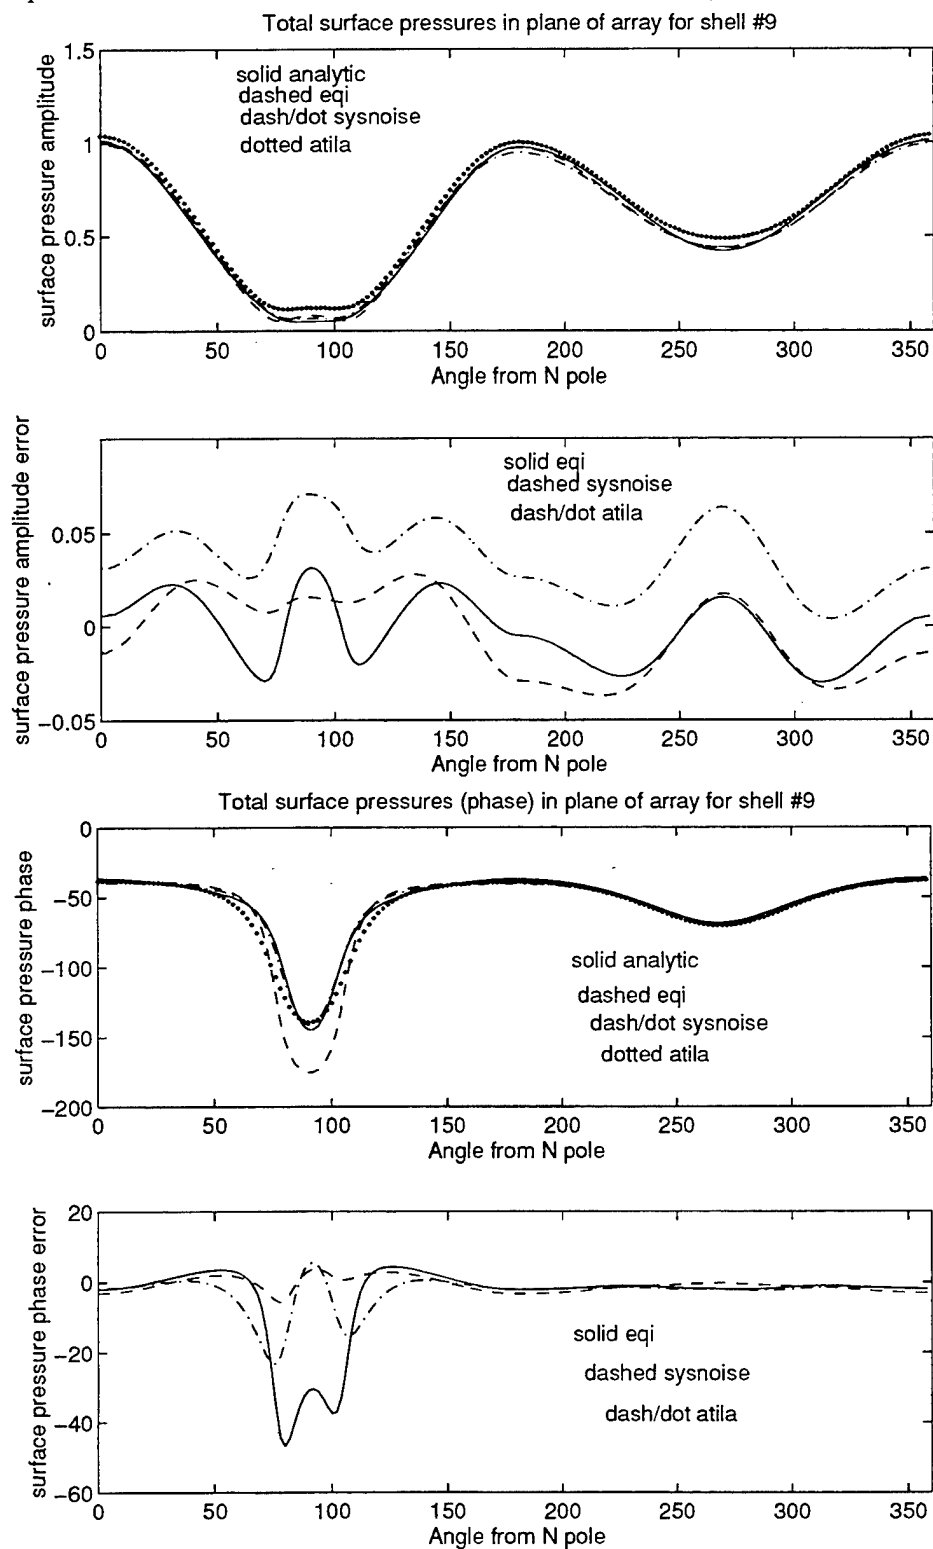 Total surface pressures in plane of array for shell #9
surface pressure amplitude
1.5
1
0.5
0
solid analytic
dashed eqi
dash/dot sysnoise
dotted atila
0 50 100 150 200 250 300 350
Angle from N pole
surface pressure amplitude error
0.05
0
−0.05
solid eqi
dashed sysnoise
dash/dot atila
0 50 100 150 200 250 300 350
Angle from N pole
Total surface pressures (phase) in plane of array for shell #9
surface pressure phase
0
−50
−100
−150
−200
solid analytic
dashed eqi
dash/dot sysnoise
dotted atila
0 50 100 150 200 250 300 350
Angle from N pole
surface pressure phase error
20
0
−20
−40
−60
solid eqi
dashed sysnoise
dash/dot atila
0 50 100 150 200 250 300 350
Angle from N pole